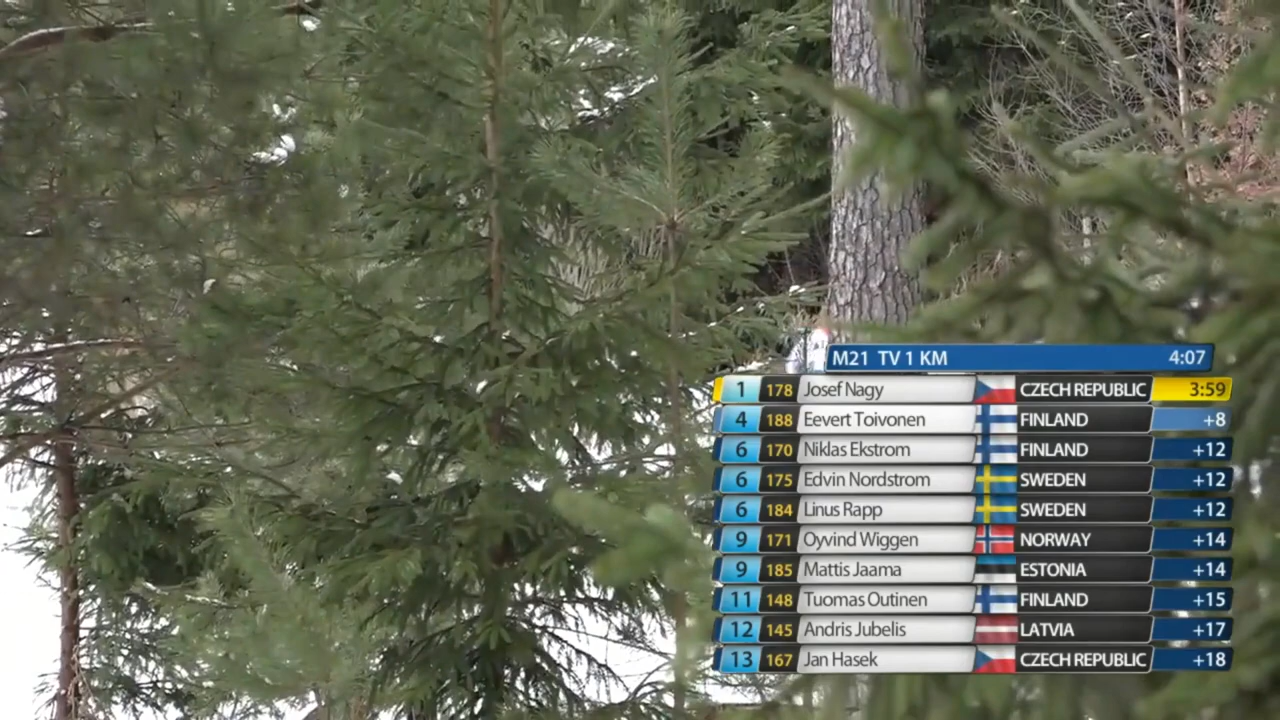 M21 TV 1 KM 4:07
1 178 Josef Nagy CZECH REPUBLIC 3:59
4 188 Eevert Toivonen FINLAND +8
6 170 Niklas Ekstrom FINLAND +12
6 175 Edvin Nordstrom SWEDEN +12
6 184 Linus Rapp SWEDEN +12
9 171 Oyvind Wiggen NORWAY +14
9 185 Mattis Jaama ESTONIA +14
11 148 Tuomas Outinen FINLAND +15
12 145 Andris Jubelis LATVIA +17
13 167 Jan Hasek CZECH REPUBLIC +18